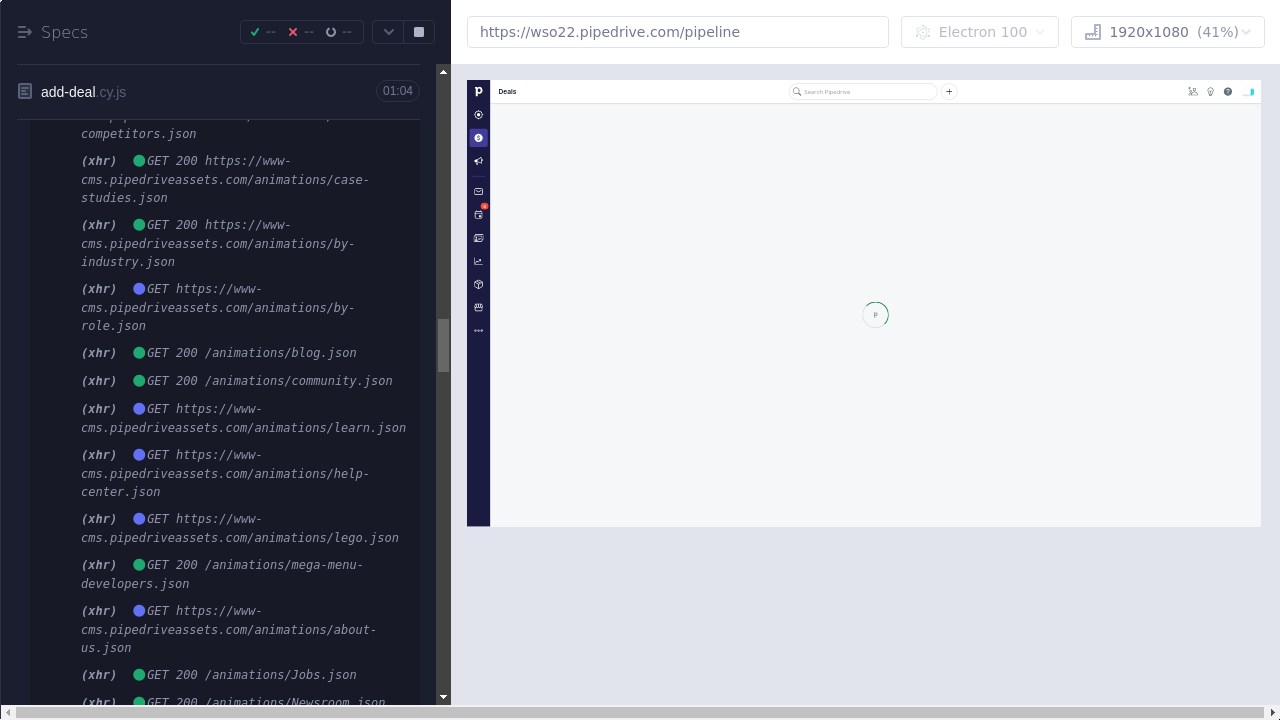 Specs
--
--
--
https://wso22.pipedrive.com/pipeline
Electron 100
1920x1080 (41%)
add-deal.cy.js
01:04
competitors.json
(xhr) GET 200 https://www-
cms.pipedriveassets.com/animations/case-
studies.json
(xhr) GET 200 https://www-
cms.pipedriveassets.com/animations/by-
industry.json
(xhr) GET https://www-
cms.pipedriveassets.com/animations/by-
role.json
(xhr) GET 200 /animations/blog.json
(xhr) GET 200 /animations/community.json
(xhr) GET https://www-
cms.pipedriveassets.com/animations/learn.json
(xhr) GET https://www-
cms.pipedriveassets.com/animations/help-
center.json
(xhr) GET https://www-
cms.pipedriveassets.com/animations/lego.json
(xhr) GET 200 /animations/mega-menu-
developers.json
(xhr) GET https://www-
cms.pipedriveassets.com/animations/about-
us.json
(xhr) GET 200 /animations/Jobs.json
(xhr) GET 200 /animations/Newsroom.json
p
Deals
Search Pipedrive
+
P